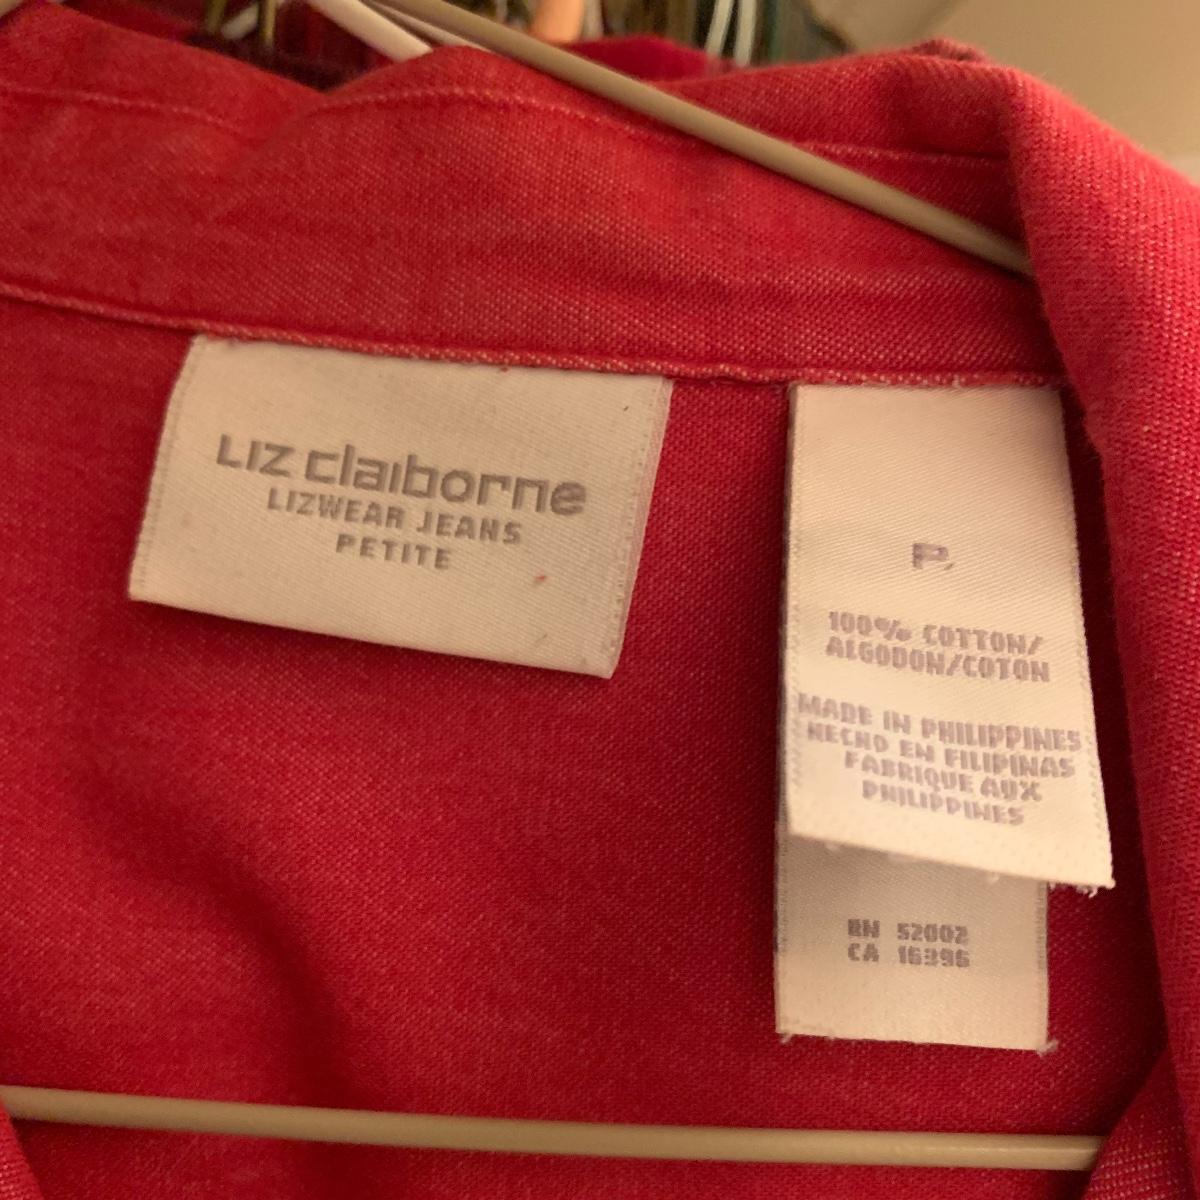 LIZ claiborne
LIZWEAR JEANS
PETITE
P.
100% COTTON/
ALGODON/COTON
MADE IN PHILIPPINES
HECHO EN FILIPINAS
FABRIQUE AUX
PHILIPPINES
RN 52002
CA 16396